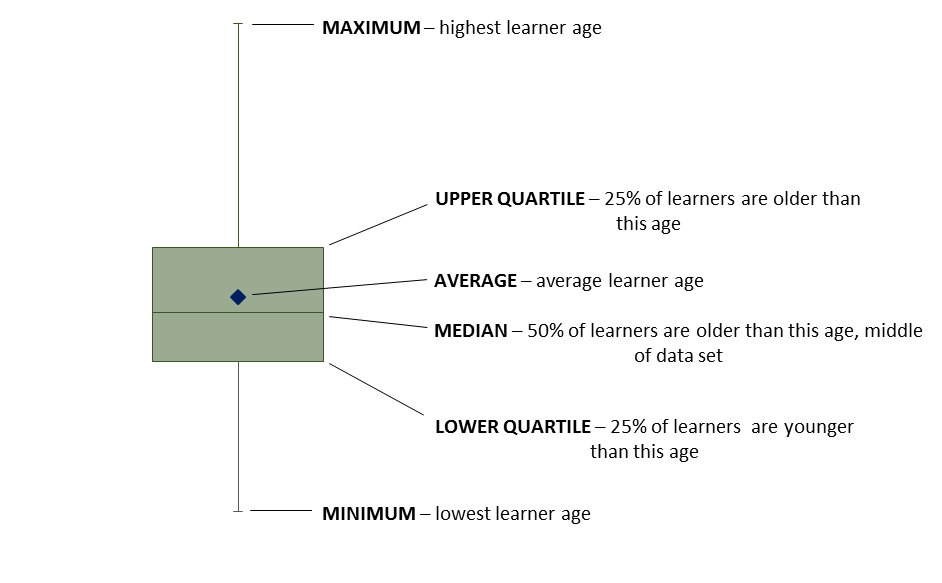 MAXIMUM – highest learner age
UPPER QUARTILE – 25% of learners are older than
this age
AVERAGE – average learner age
MEDIAN – 50% of learners are older than this age, middle
of data set
LOWER QUARTILE – 25% of learners are younger
than this age
MINIMUM – lowest learner age